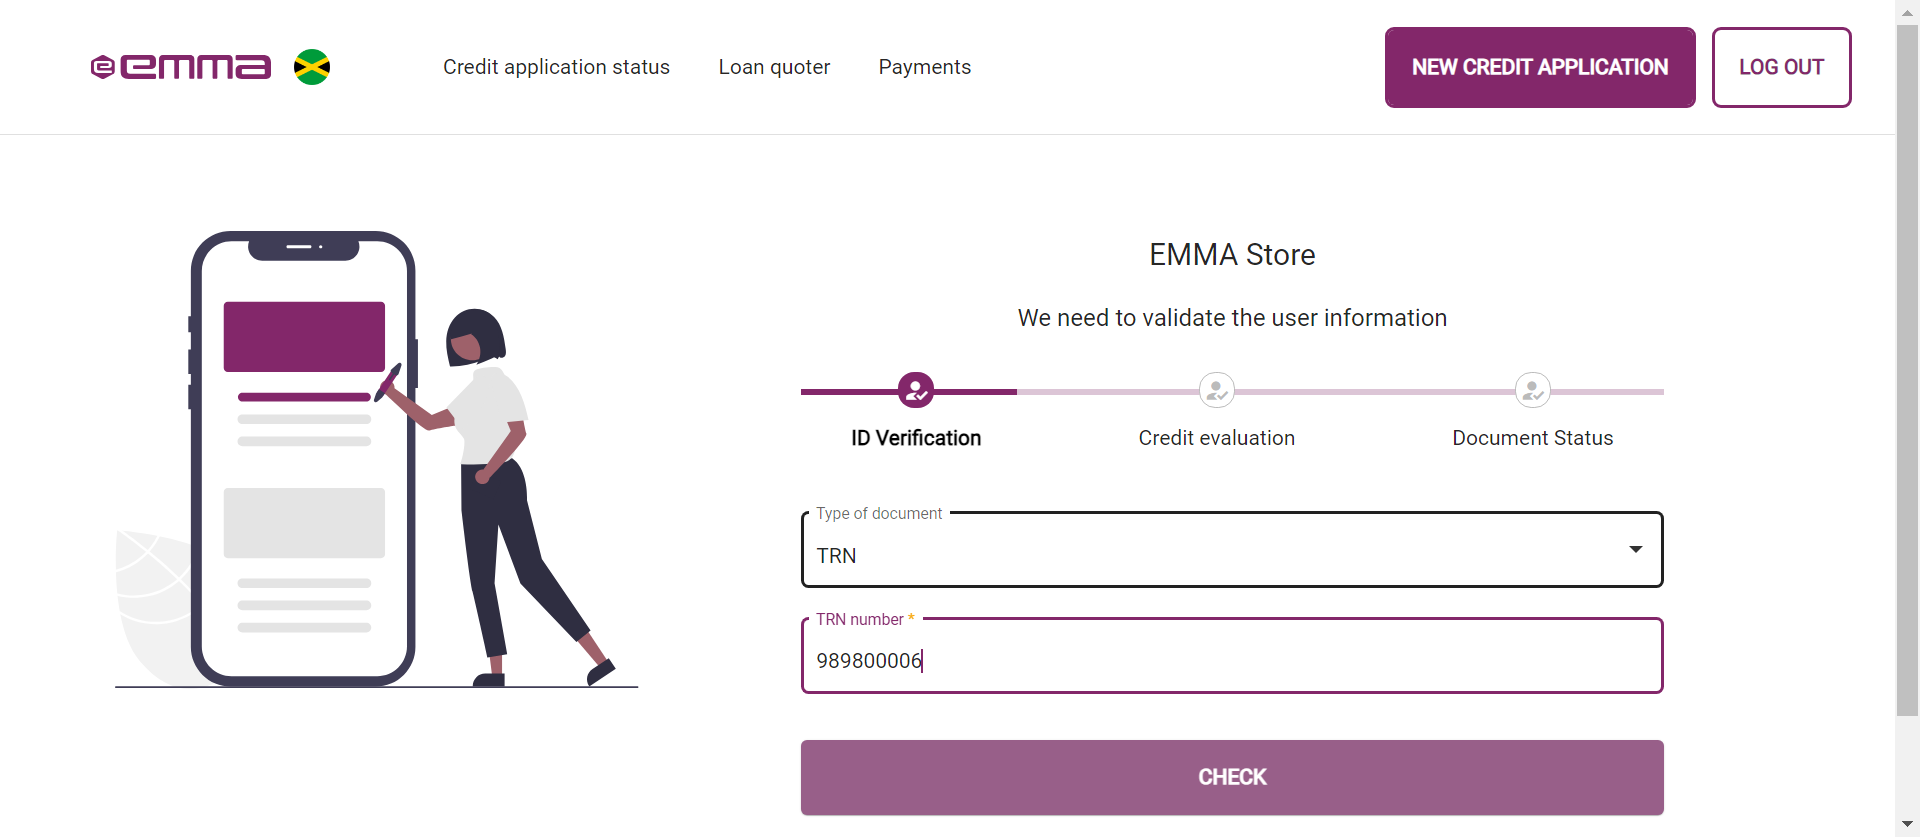 emma
Credit application status
Loan quoter
Payments
NEW CREDIT APPLICATION
LOG OUT
EMMA Store
We need to validate the user information
ID Verification
Credit evaluation
Document Status
Type of document
TRN
TRN number *
989800006
CHECK